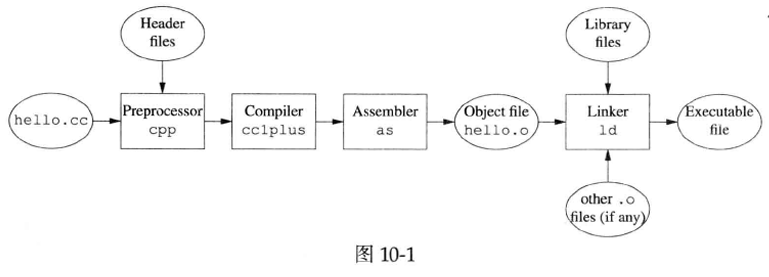 Header
files
Library
files
hello.cc
Preprocessor
cpp
Compiler
cc1plus
Assembler
as
Object file
hello.o
Linker
ld
Executable
file
other .o
files (if any)
图 10-1